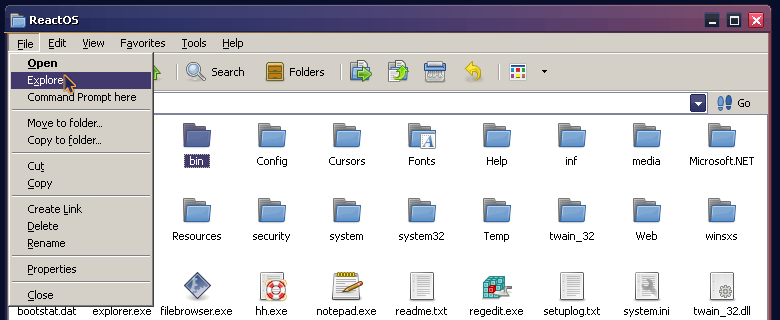 ReactOS
File Edit View Favorites Tools Help
Open
Explore
Command Prompt here
Move to folder...
Copy to folder...
Cut
Copy
Create Link
Delete
Rename
Properties
Close
Search Folders
Go
bin Config Cursors Fonts Help inf media Microsoft.NET
Resources security system system32 Temp twain_32 Web winsxs
bootstat.dat explorer.exe filebrowser.exe hh.exe notepad.exe readme.txt regedit.exe setuplog.txt system.ini twain_32.dll